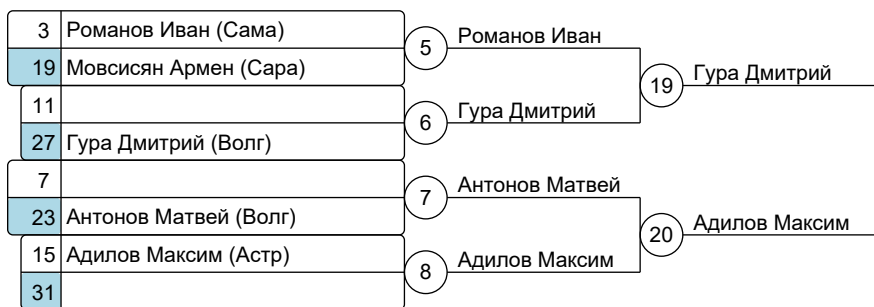 3 Романов Иван (Сама)
5 Романов Иван
19 Мовсисян Армен (Сара)
19 Гура Дмитрий
11
6 Гура Дмитрий
27 Гура Дмитрий (Волг)
7
7 Антонов Матвей
23 Антонов Матвей (Волг)
20 Адилов Максим
15 Адилов Максим (Астр)
8 Адилов Максим
31